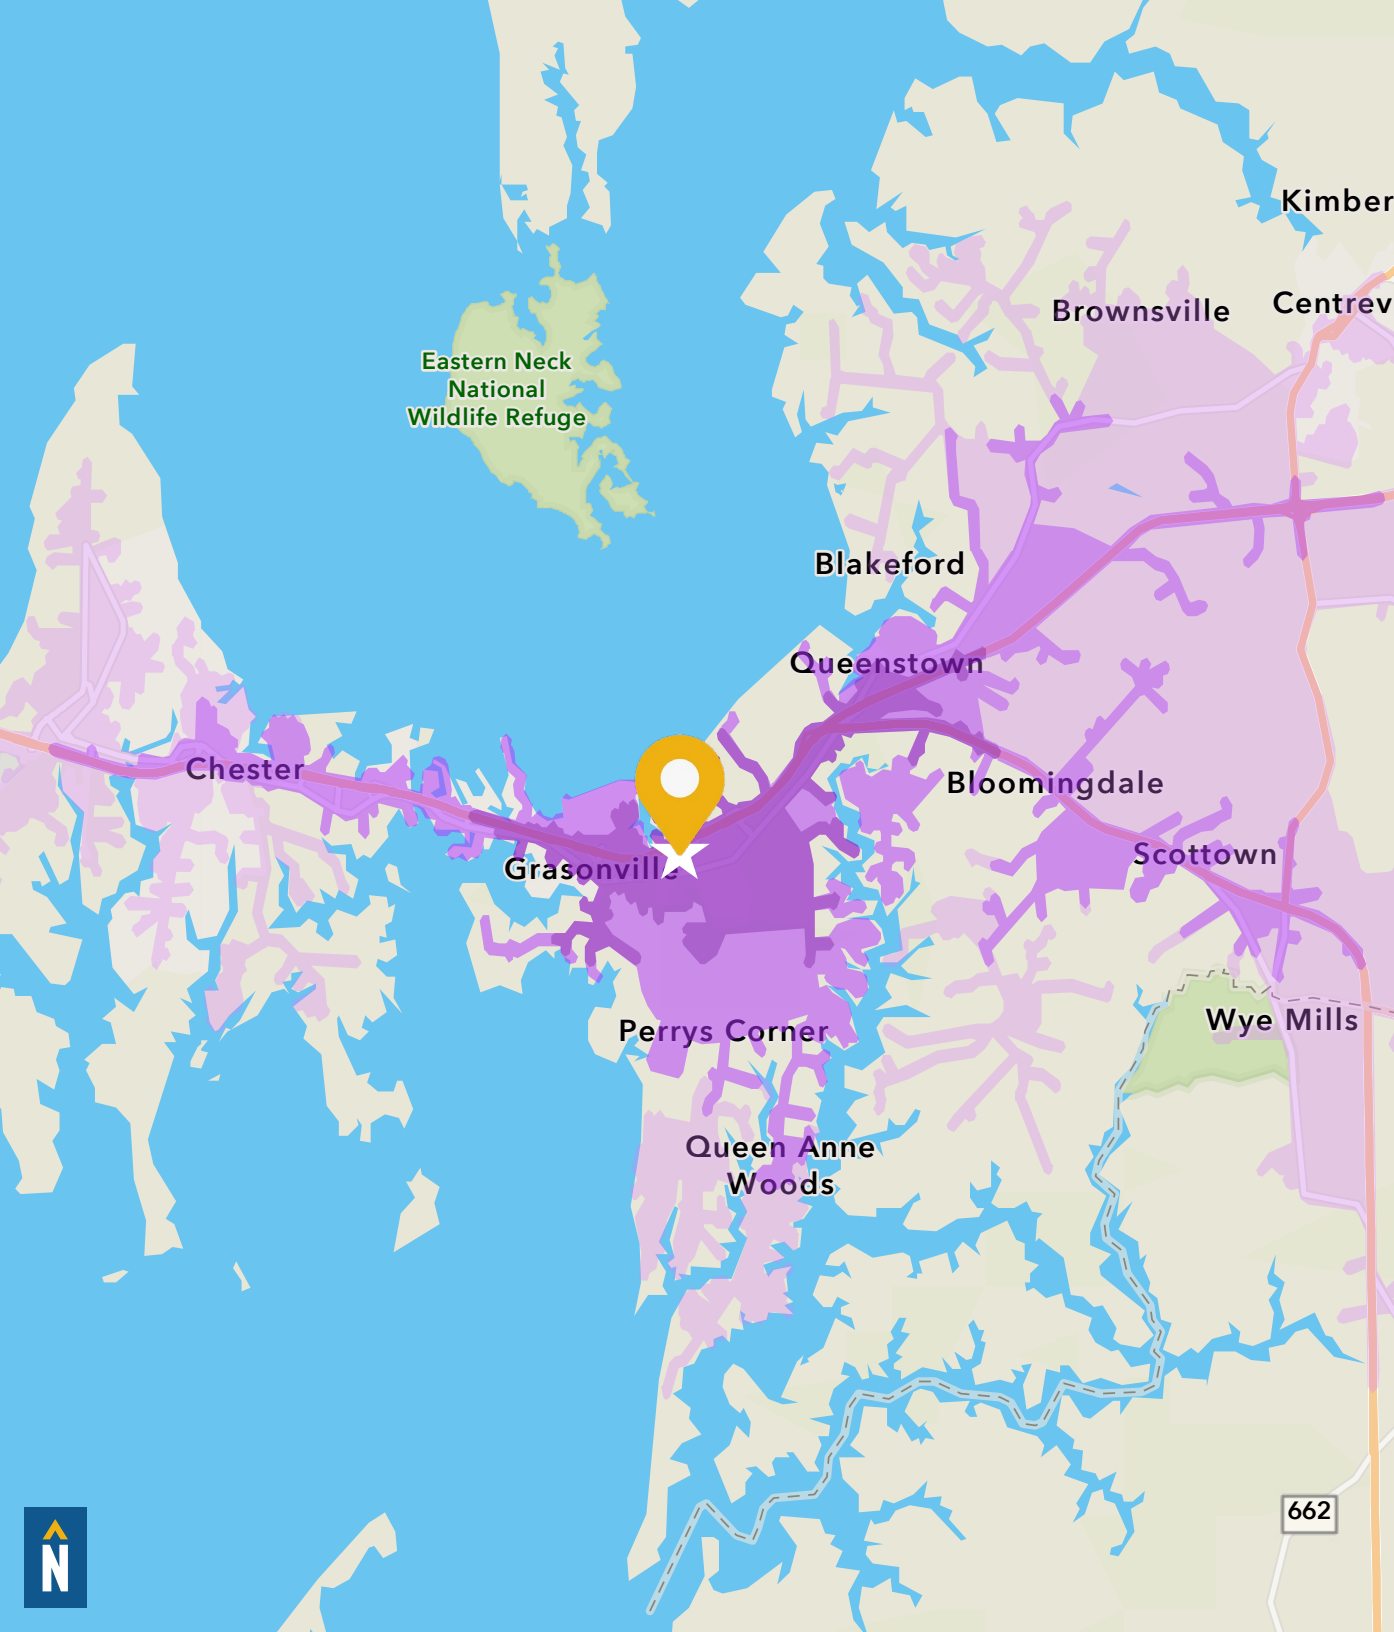 Kimber
Brownsville
Centrev
Eastern Neck
National
Wildlife Refuge
Blakeford
Queenstown
Chester
Bloomingdale
Grasonville
Scottown
Perrys Corner
Wye Mills
Queen Anne
Woods
662
N